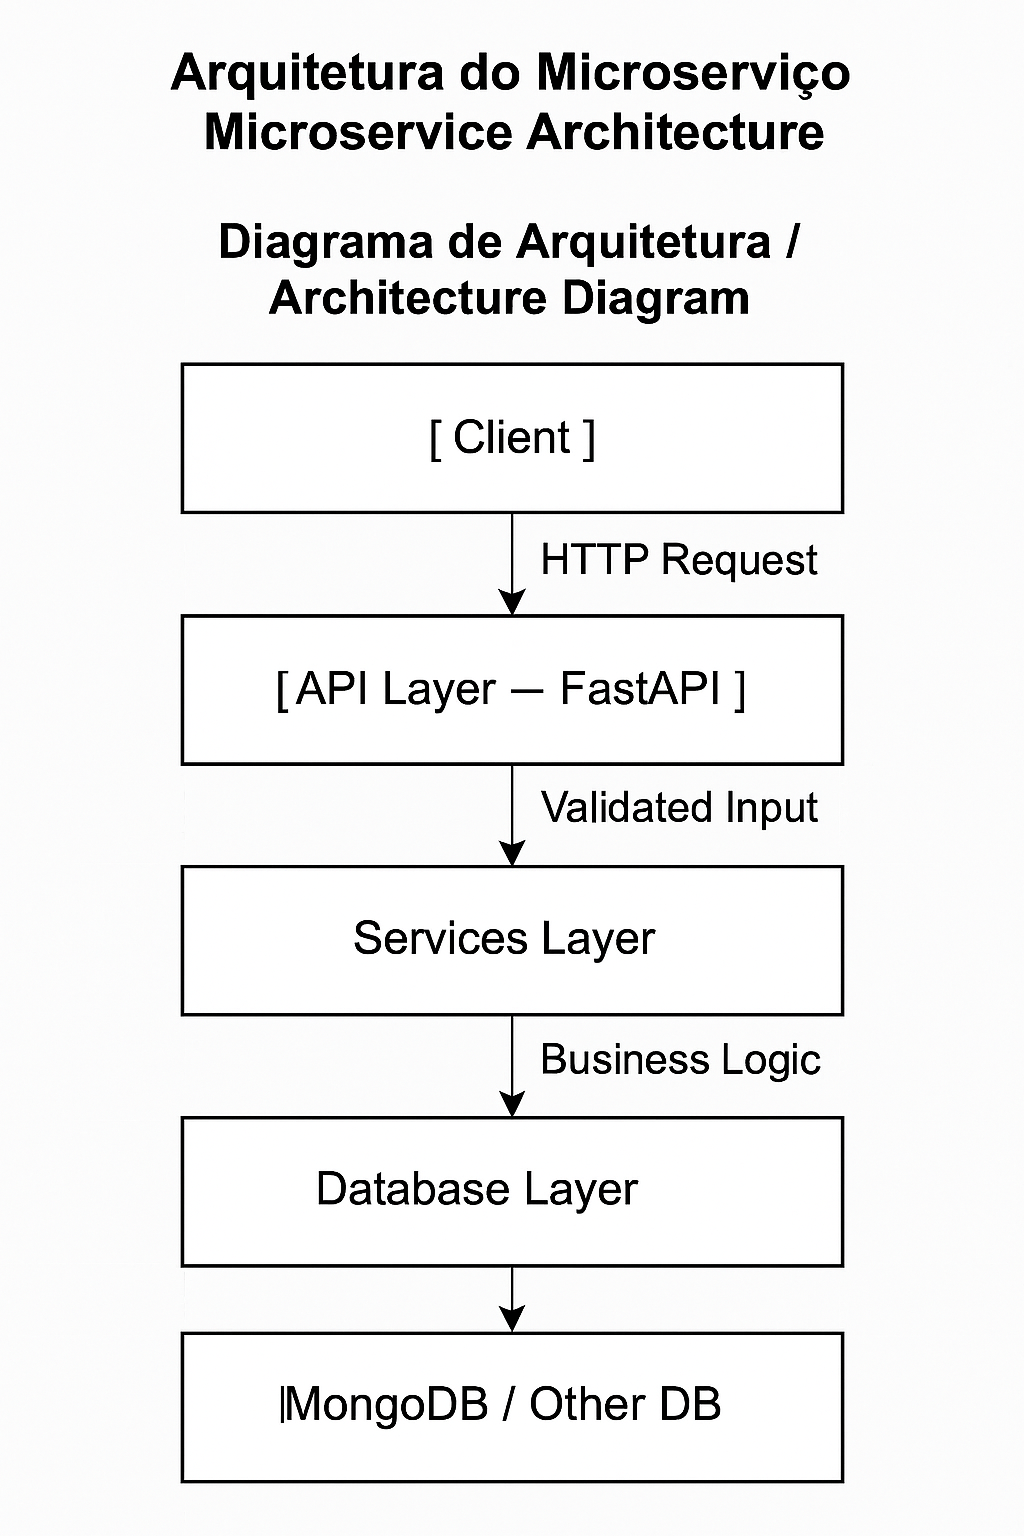 Arquitetura do Microserviço
Microservice Architecture
Diagrama de Arquitetura /
Architecture Diagram
[ Client ]
HTTP Request
[ API Layer — FastAPI ]
Validated Input
Services Layer
Business Logic
Database Layer
|MongoDB / Other DB